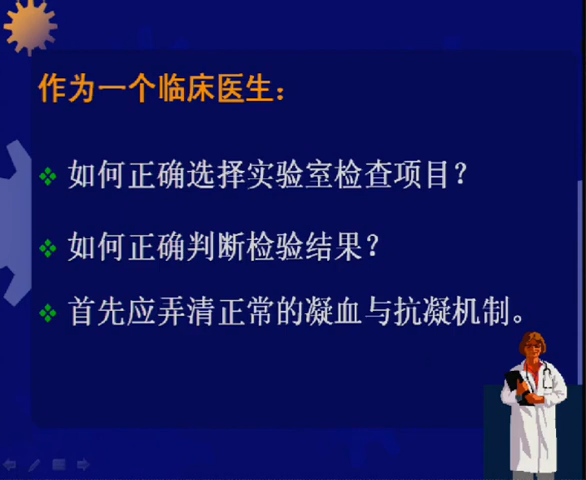 作为一个临床医生：
如何正确选择实验室检查项目？
如何正确判断检验结果？
首先应弄清正常的凝血与抗凝机制。